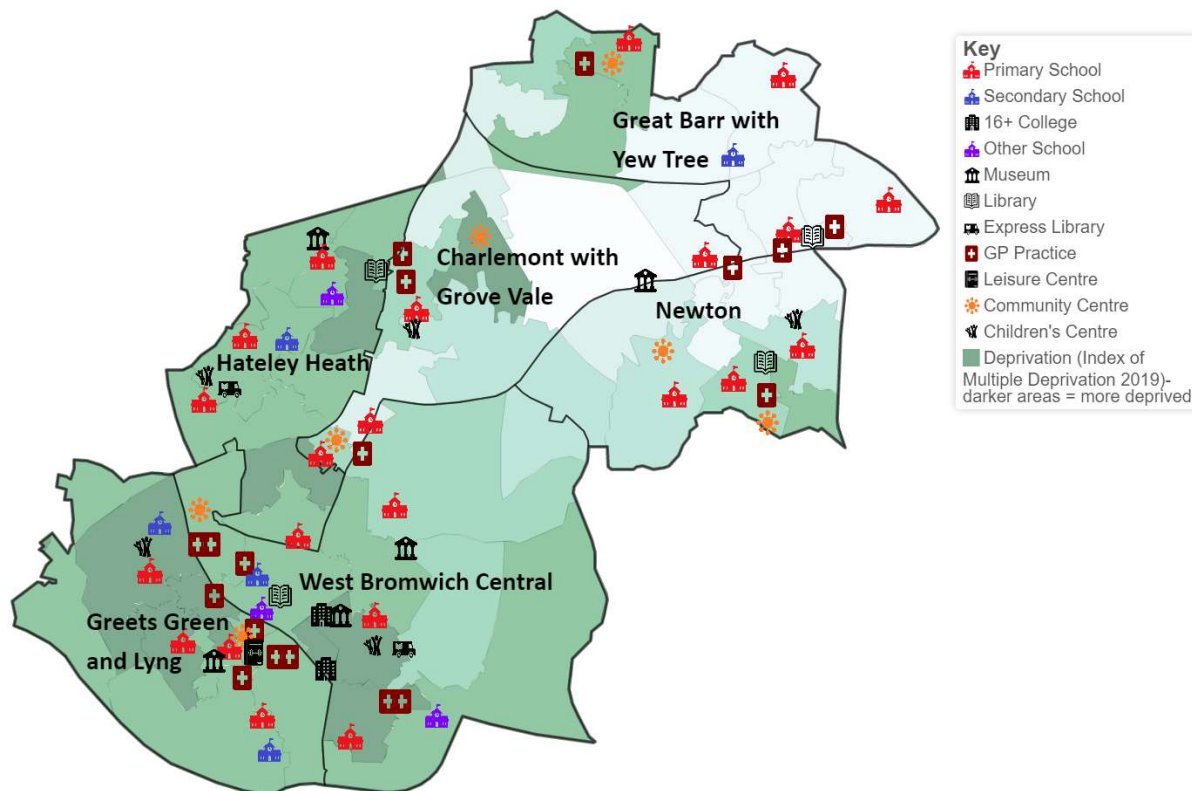 Great Barr with
Yew Tree
Charlemont with
Grove Vale
Newton
Hateley Heath
West Bromwich Central
Greets Green
and Lyng
Key
Primary School
Secondary School
16+ College
Other School
Museum
Library
Express Library
GP Practice
Leisure Centre
Community Centre
Children's Centre
Deprivation (Index of
Multiple Deprivation 2019)-
darker areas = more deprived